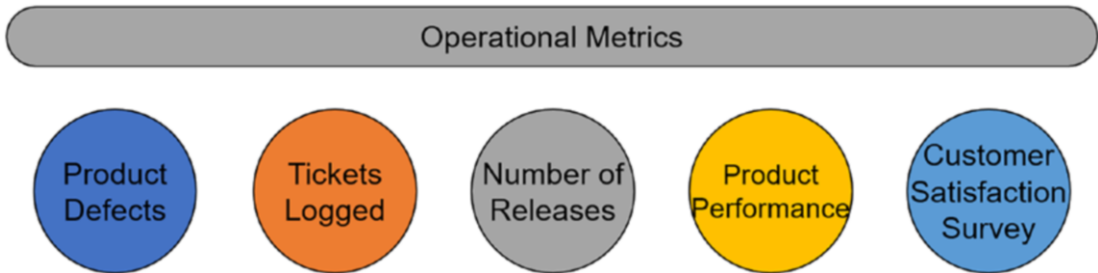 Operational Metrics
Product
Defects
Tickets
Logged
Number of
Releases
Product
Performance
Customer
Satisfaction
Survey